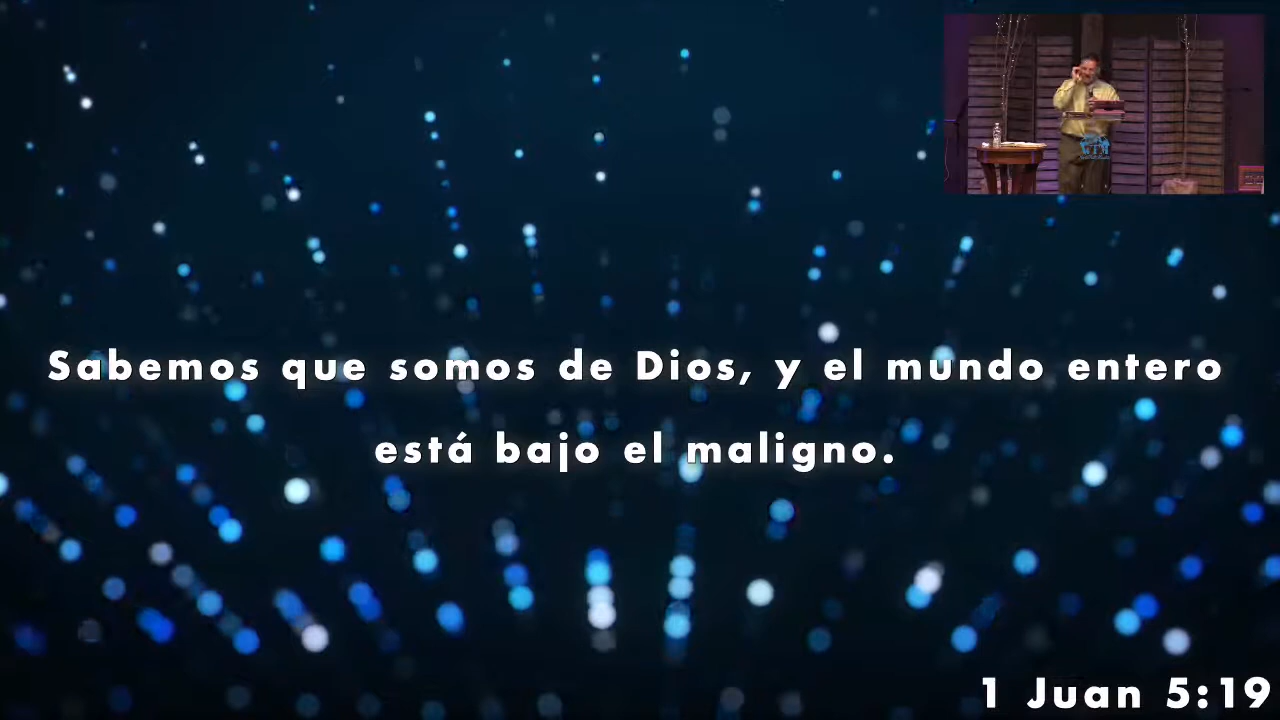 Sabemos que somos de Dios, y el mundo entero
está bajo el maligno.
1 Juan 5:19